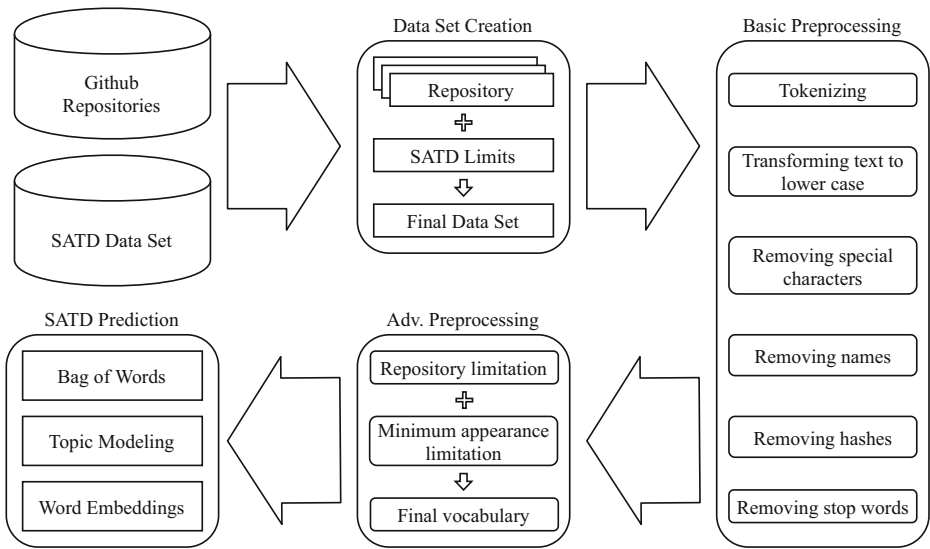 Github
Repositories
SATD Data Set
Data Set Creation
Repository
SATD Limits
Final Data Set
Basic Preprocessing
Tokenizing
Transforming text to
lower case
Removing special
characters
Removing names
Removing hashes
Removing stop words
Adv. Preprocessing
Repository limitation
Minimum appearance
limitation
Final vocabulary
SATD Prediction
Bag of Words
Topic Modeling
Word Embeddings